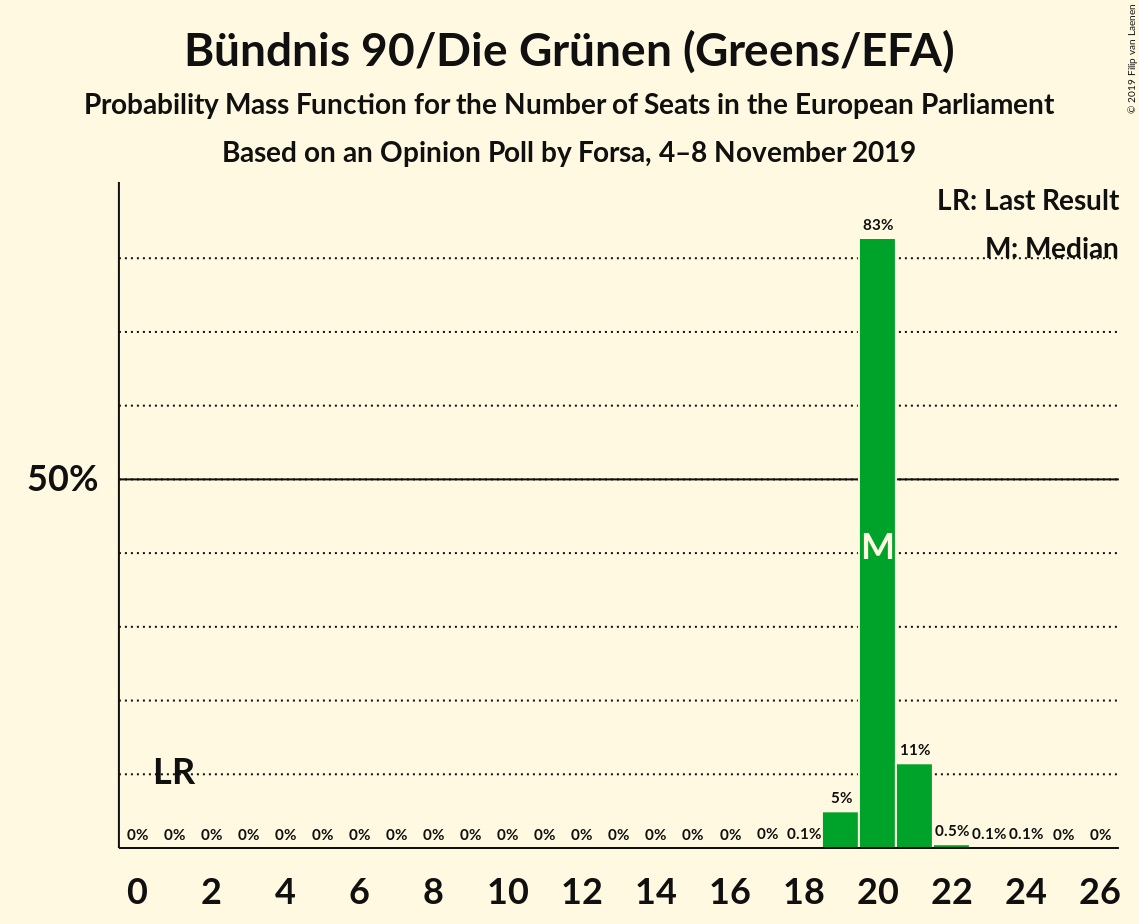 Bündnis 90/Die Grünen (Greens/EFA)
Probability Mass Function for the Number of Seats in the European Parliament
Based on an Opinion Poll by Forsa, 4–8 November 2019
© 2019 Filip van Laenen
LR: Last Result
M: Median
83%
50%
M
11%
LR
5%
0% 0% 0% 0% 0% 0% 0% 0% 0% 0% 0% 0% 0% 0% 0% 0% 0% 0% 0.1% 0.5% 0.1% 0.1% 0% 0%
0 2 4 6 8 10 12 14 16 18 20 22 24 26